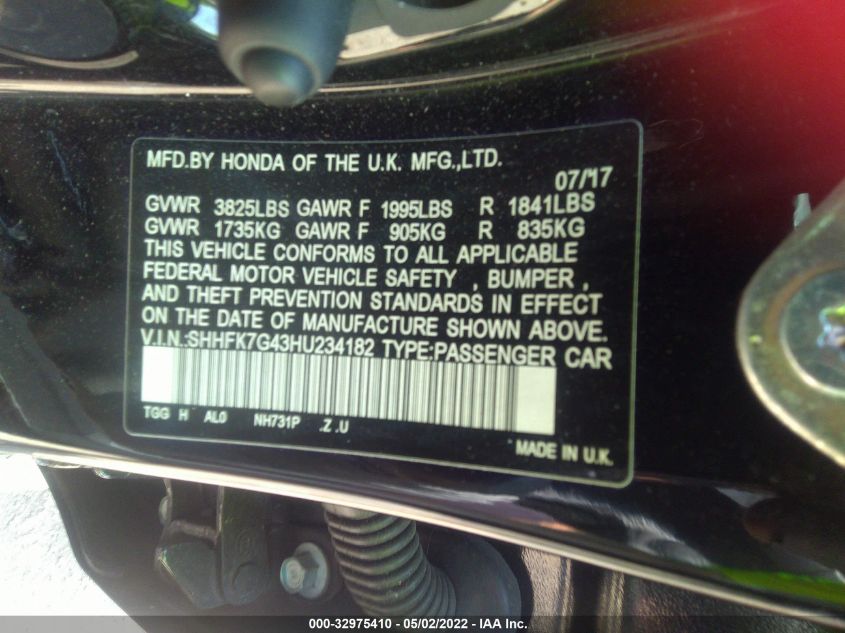 MFD.BY HONDA OF THE U.K. MFG.,LTD.
07/17
GVWR 3825LBS GAWR F 1995LBS R 1841LBS
GVWR 1735KG GAWR F 905KG R 835KG
THIS VEHICLE CONFORMS TO ALL APPLICABLE
FEDERAL MOTOR VEHICLE SAFETY , BUMPER ,
AND THEFT PREVENTION STANDARDS IN EFFECT
ON THE DATE OF MANUFACTURE SHOWN ABOVE.
V.I.N.:SHHFK7G43HU234182 TYPE:PASSENGER CAR
TGG H AL0 NH731P .Z .U
MADE IN U.K.
000-32975410 - 05/02/2022 - IAA Inc.